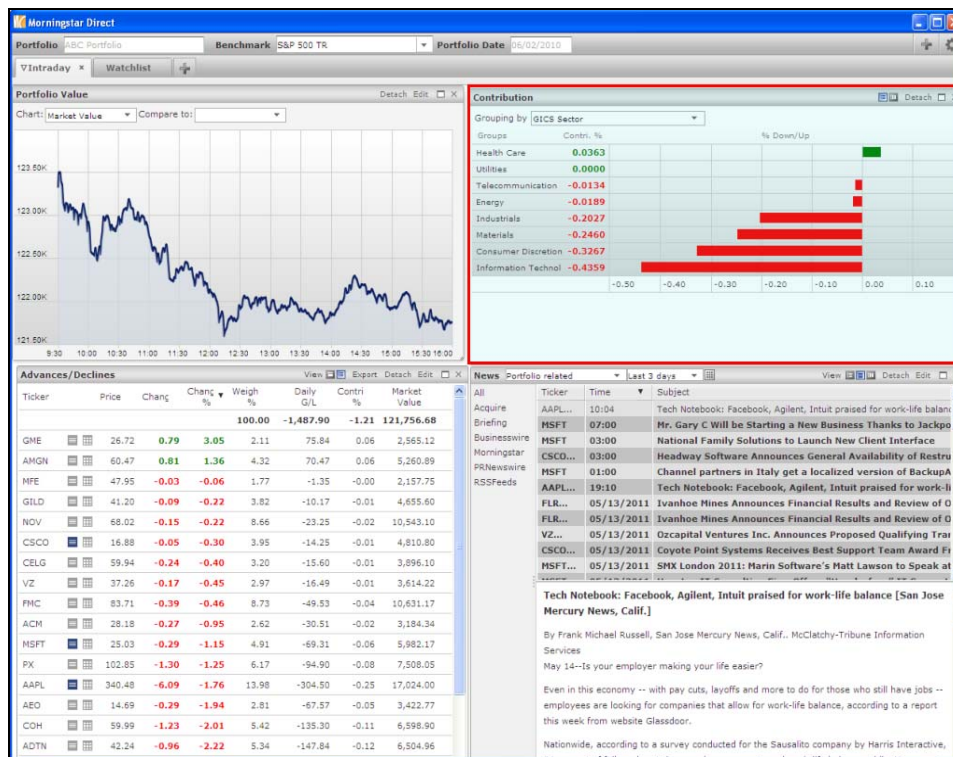 Morningstar Direct
Portfolio ABC Portfolio Benchmark S&P 500 TR Portfolio Date 06/02/2010
∇Intraday × Watchlist
Portfolio Value Detach Edit
Chart: Market Value Compare to:
123.50K
123.00K
122.50K
122.00K
121.50K
9:30 10:00 10:30 11:00 11:30 12:00 12:30 13:00 13:30 14:00 14:30 15:00 15:30 16:00
Contribution Detach
Grouping by GICS Sector
Groups Contri. % % Down/Up
Health Care 0.0363
Utilities 0.0000
Telecommunication -0.0134
Energy -0.0189
Industrials -0.2027
Materials -0.2460
Consumer Discretion -0.3267
Information Technol -0.4359
-0.50 -0.40 -0.30 -0.20 -0.10 0.00 0.10
Advances/Declines View Export Detach Edit
Ticker Price Chang Chang % Weigh % Daily G/L Contri % Market Value
100.00 -1,487.90 -1.21 121,756.68
GME 26.72 0.79 3.05 2.11 75.84 0.06 2,565.12
AMGN 60.47 0.81 1.36 4.32 70.47 0.06 5,260.89
MFE 47.95 -0.03 -0.06 1.77 -1.35 -0.00 2,157.75
GILD 41.20 -0.09 -0.22 3.82 -10.17 -0.01 4,655.60
NOV 68.02 -0.15 -0.22 8.66 -23.25 -0.02 10,543.10
CSCO 16.88 -0.05 -0.30 3.95 -14.25 -0.01 4,810.80
CELG 59.94 -0.24 -0.40 3.20 -15.60 -0.01 3,896.10
VZ 37.26 -0.17 -0.45 2.97 -16.49 -0.01 3,614.22
FMC 83.71 -0.39 -0.46 8.73 -49.53 -0.04 10,631.17
ACM 28.18 -0.27 -0.95 2.62 -30.51 -0.02 3,184.34
MSFT 25.03 -0.29 -1.15 4.91 -69.31 -0.06 5,982.17
PX 102.85 -1.30 -1.25 6.17 -94.90 -0.08 7,508.05
AAPL 340.48 -6.09 -1.76 13.98 -304.50 -0.25 17,024.00
AEO 14.69 -0.29 -1.94 2.81 -67.57 -0.05 3,422.77
COH 59.99 -1.23 -2.01 5.42 -135.30 -0.11 6,598.90
ADTN 42.24 -0.96 -2.22 5.34 -147.84 -0.12 6,504.96
News Portfolio related Last 3 days View Detach Edit
All
Acquire
Briefing
Businesswire
Morningstar
PRNewswire
RSSFeeds
Ticker Time Subject
AAPL... 10:04 Tech Notebook: Facebook, Agilent, Intuit praised for work-life balanc
MSFT 07:00 Mr. Gary C Will be Starting a New Business Thanks to Jackpo
MSFT 03:00 National Family Solutions to Launch New Client Interface
CSCO... 03:00 Headway Software Announces General Availability of Restru
MSFT 01:00 Channel partners in Italy get a localized version of BackupA
AAPL... 19:10 Tech Notebook: Facebook, Agilent, Intuit praised for work-li
FLR... 05/13/2011 Ivanhoe Mines Announces Financial Results and Review of O
FLR... 05/13/2011 Ivanhoe Mines Announces Financial Results and Review of O
VZ... 05/13/2011 Ozcapital Ventures Inc. Announces Proposed Qualifying Tran
CSCO... 05/13/2011 Coyote Point Systems Receives Best Support Team Award Fr
MSFT... 05/13/2011 SMX London 2011: Marin Software's Matt Lawson to Speak at
Tech Notebook: Facebook, Agilent, Intuit praised for work-life balance [San Jose
Mercury News, Calif.]
By Frank Michael Russell, San Jose Mercury News, Calif.. McClatchy-Tribune Information
Services
May 14--Is your employer making your life easier?
Even in this economy -- with pay cuts, layoffs and more to do for those who still have jobs --
employees are looking for companies that allow for work-life balance, according to a report
this week from website Glassdoor.
Nationwide, according to a survey conducted for the Sausalito company by Harris Interactive,